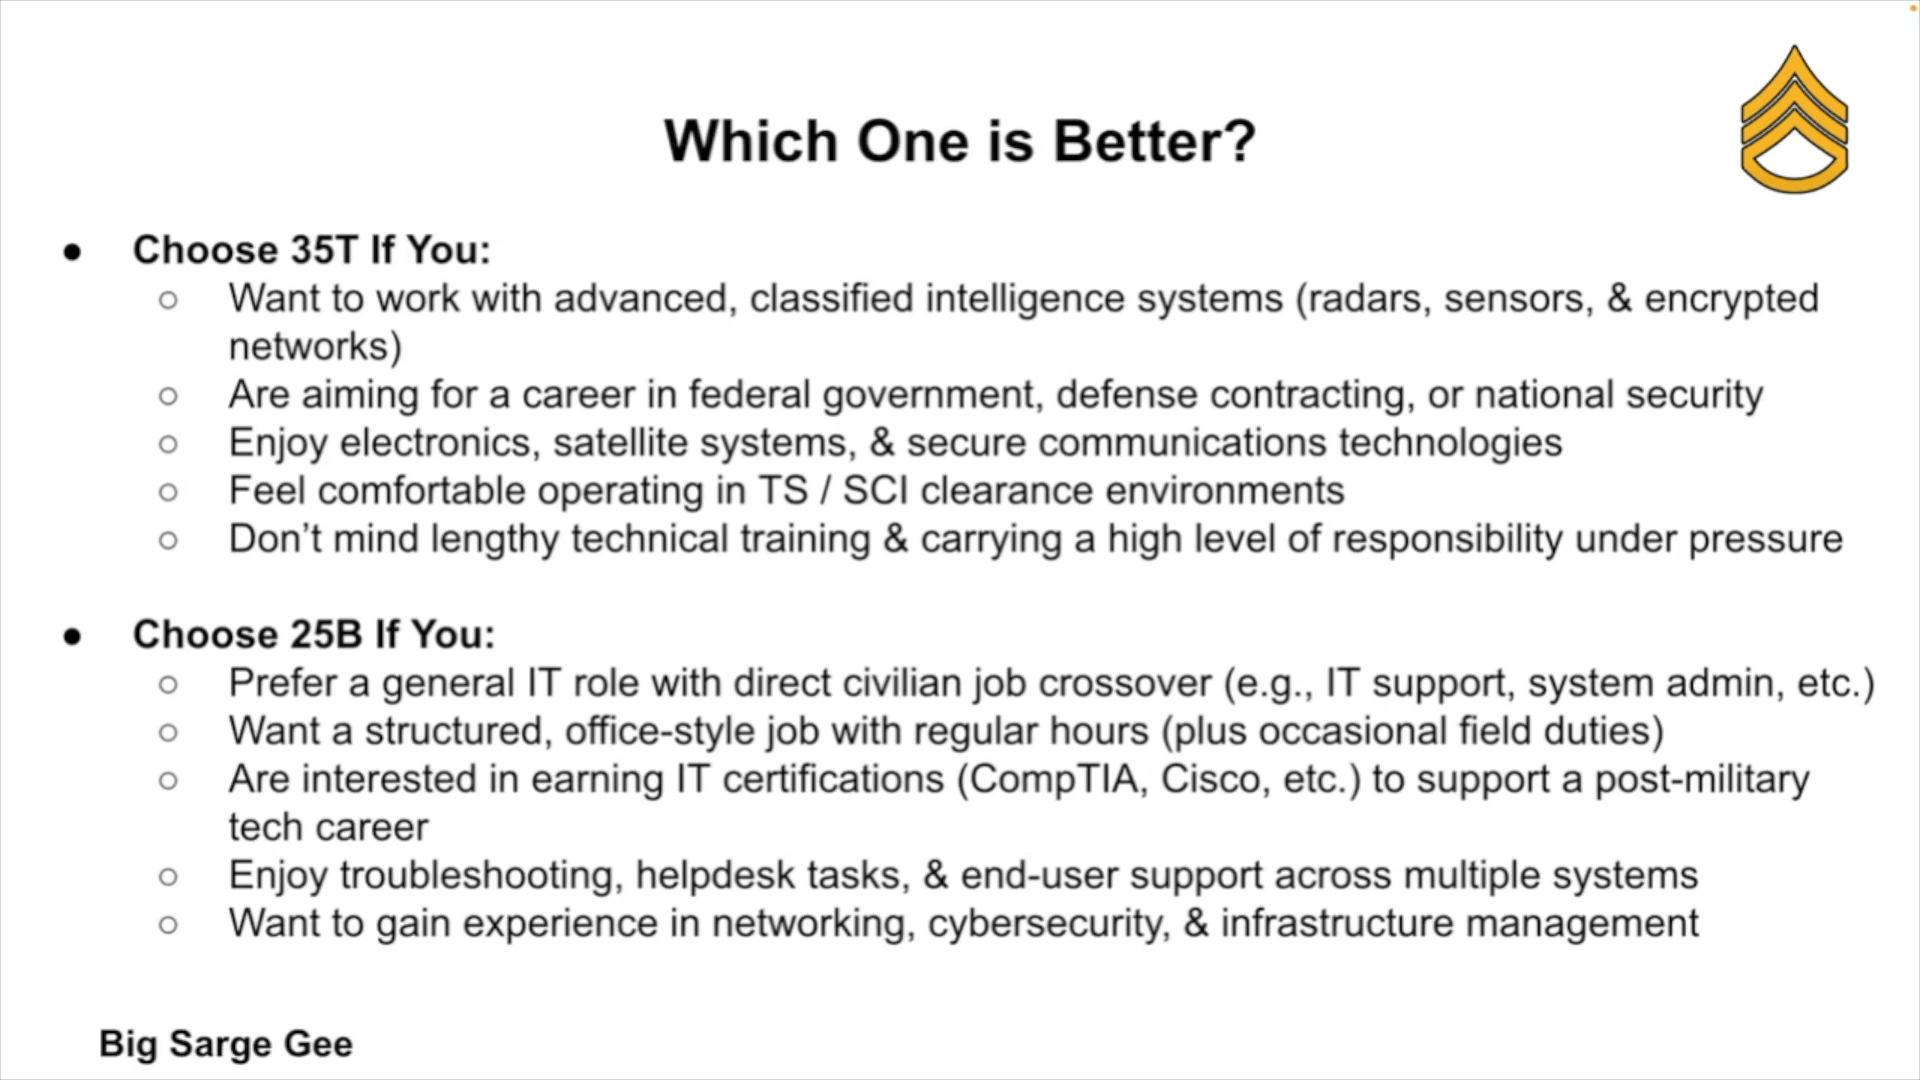 Which One is Better?
● Choose 35T If You:
○ Want to work with advanced, classified intelligence systems (radars, sensors, & encrypted
networks)
○ Are aiming for a career in federal government, defense contracting, or national security
○ Enjoy electronics, satellite systems, & secure communications technologies
○ Feel comfortable operating in TS / SCI clearance environments
○ Don’t mind lengthy technical training & carrying a high level of responsibility under pressure
● Choose 25B If You:
○ Prefer a general IT role with direct civilian job crossover (e.g., IT support, system admin, etc.)
○ Want a structured, office-style job with regular hours (plus occasional field duties)
○ Are interested in earning IT certifications (CompTIA, Cisco, etc.) to support a post-military
tech career
○ Enjoy troubleshooting, helpdesk tasks, & end-user support across multiple systems
○ Want to gain experience in networking, cybersecurity, & infrastructure management
Big Sarge Gee